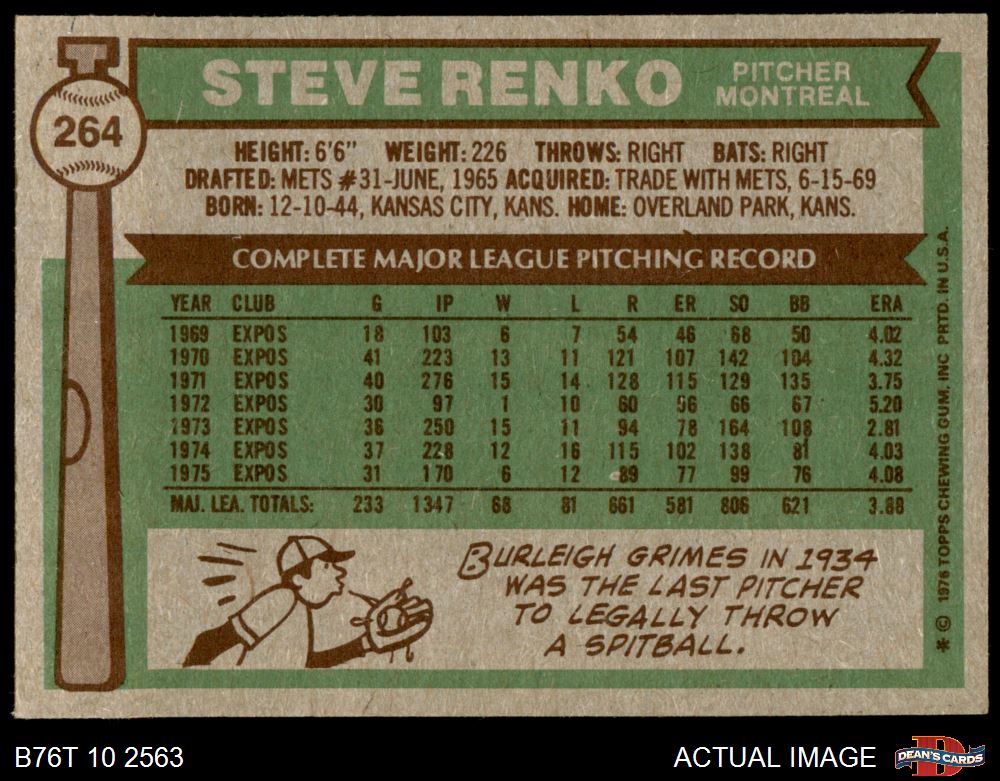 264
STEVE RENKO
PITCHER
MONTREAL
HEIGHT: 6'6" WEIGHT: 226 THROWS: RIGHT BATS: RIGHT
DRAFTED: METS #31-JUNE, 1965 ACQUIRED: TRADE WITH METS, 6-15-69
BORN: 12-10-44, KANSAS CITY, KANS. HOME: OVERLAND PARK, KANS.
COMPLETE MAJOR LEAGUE PITCHING RECORD
YEAR CLUB G IP W L R ER SO BB ERA
1969 EXPOS 18 103 6 7 54 46 68 50 4.02
1970 EXPOS 41 223 13 11 121 107 142 104 4.32
1971 EXPOS 40 276 15 14 128 115 129 135 3.75
1972 EXPOS 30 97 1 10 60 56 66 67 5.20
1973 EXPOS 36 250 15 11 94 78 164 108 2.81
1974 EXPOS 37 228 12 16 115 102 138 81 4.03
1975 EXPOS 31 170 6 12 89 77 99 76 4.08
MAJ. LEA. TOTALS: 233 1347 68 81 661 581 806 621 3.88
BURLEIGH GRIMES IN 1934
WAS THE LAST PITCHER
TO LEGALLY THROW
A SPITBALL.
* © 1976 TOPPS CHEWING GUM, INC PRTD. IN U.S.A.
B76T 10 2563
ACTUAL IMAGE
D
DEAN'S CARDS